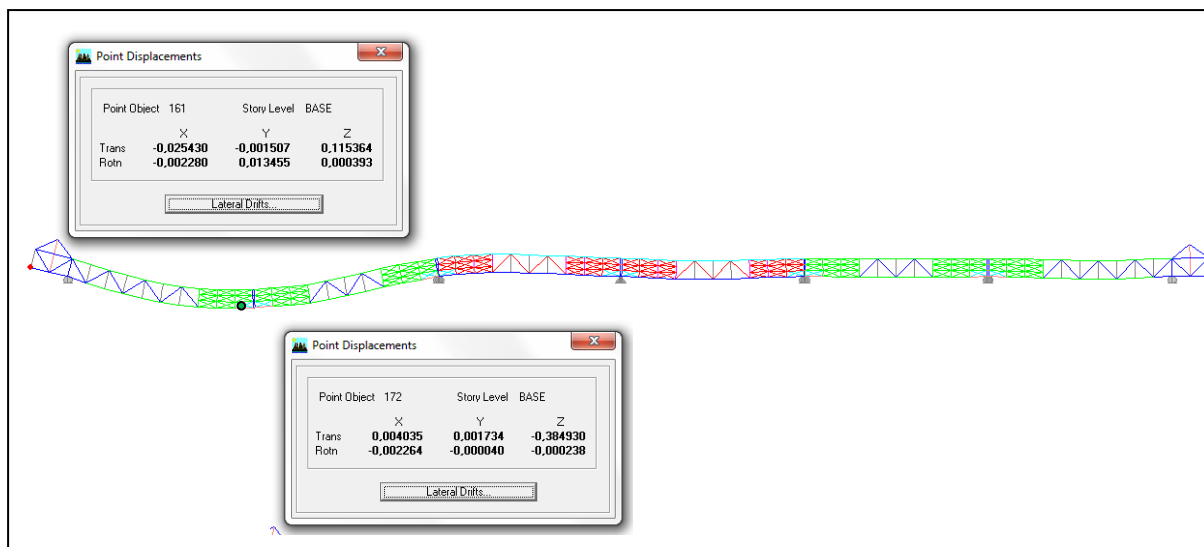 Point Displacements
Point Object 161 Story Level BASE
X Y Z
Trans -0,025430 -0,001507 0,115364
Rotn -0,002280 0,013455 0,000393
Lateral Drifts...
Point Displacements
Point Object 172 Story Level BASE
X Y Z
Trans 0,004035 0,001734 -0,384930
Rotn -0,002264 -0,000040 -0,000238
Lateral Drifts...